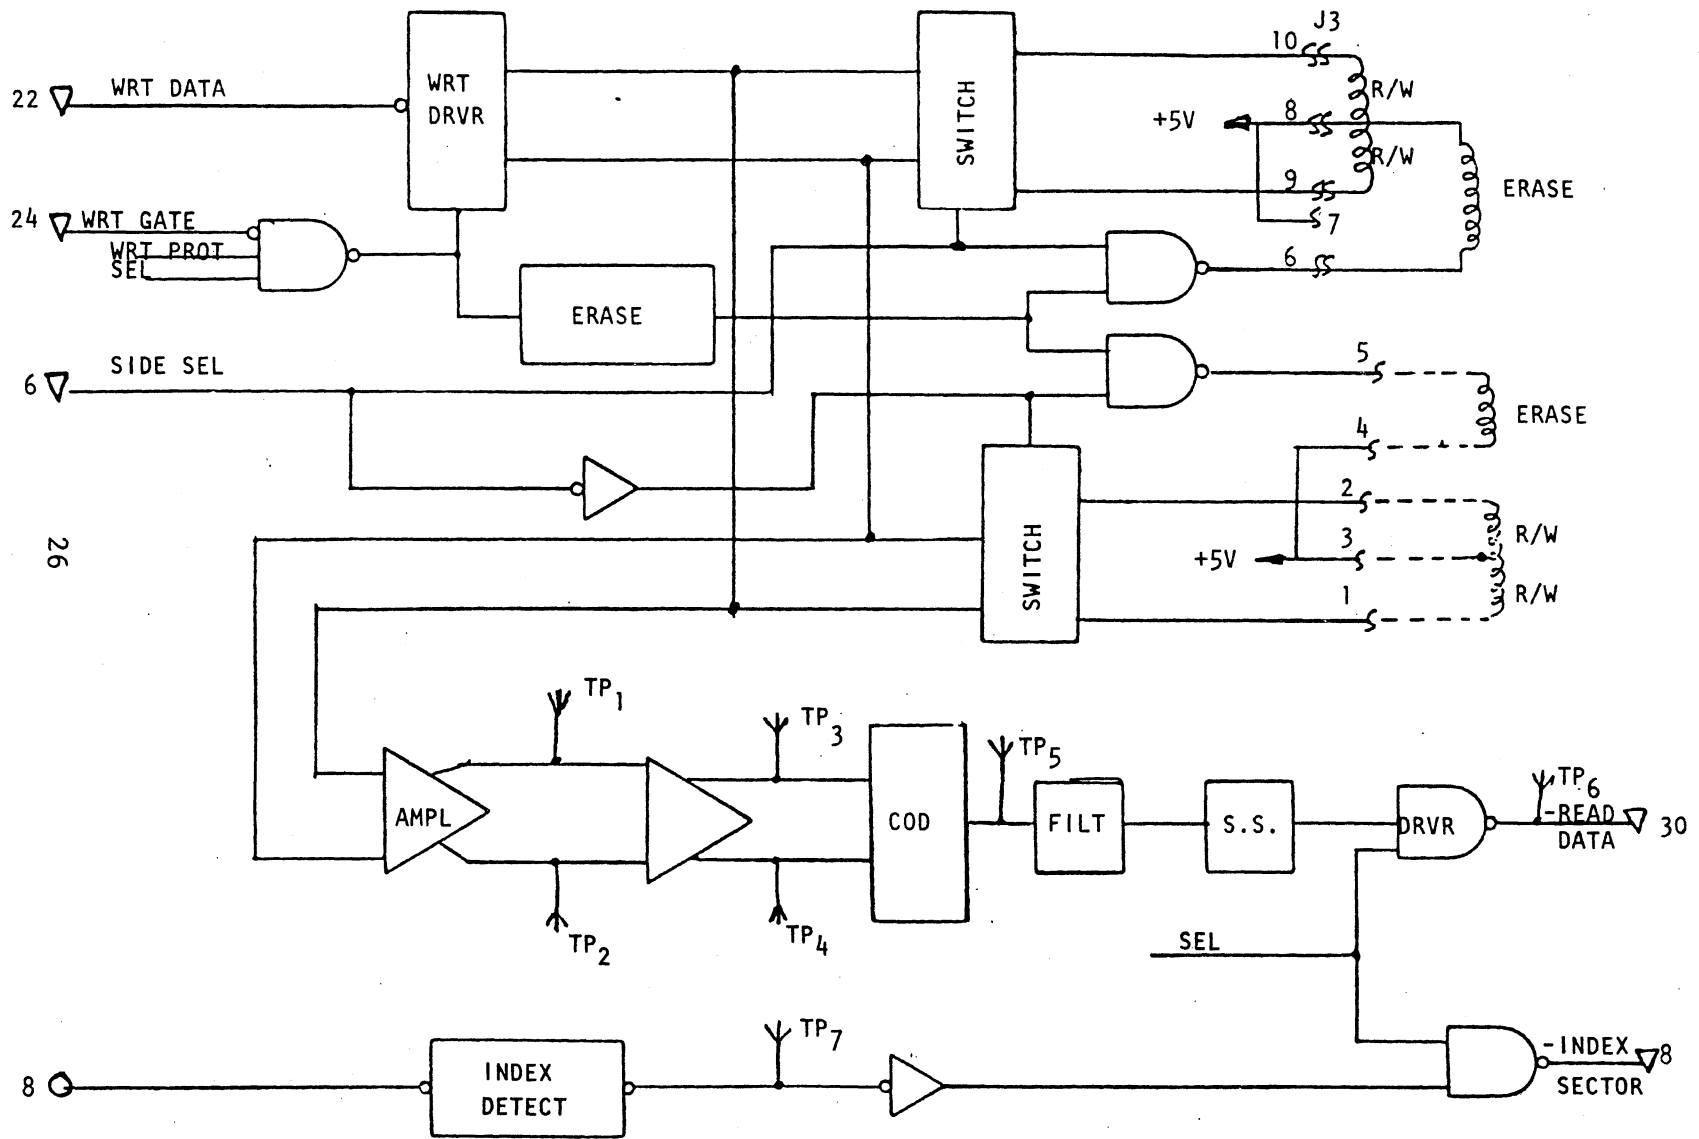 J3
10
WRT DATA
22
WRT
DRVR
SWITCH
R/W
+5V
8
R/W
9
ERASE
24
WRT GATE
7
WRT PROT
SEL
6
ERASE
SIDE SEL
6
5
ERASE
4
2
26
SWITCH
R/W
3
+5V
R/W
1
TP1
TP3
TP5
TP6
AMPL
COD
FILT
S.S.
DRVR
-READ
DATA
30
TP2
TP4
SEL
TP7
8
INDEX
DETECT
-INDEX
SECTOR
8